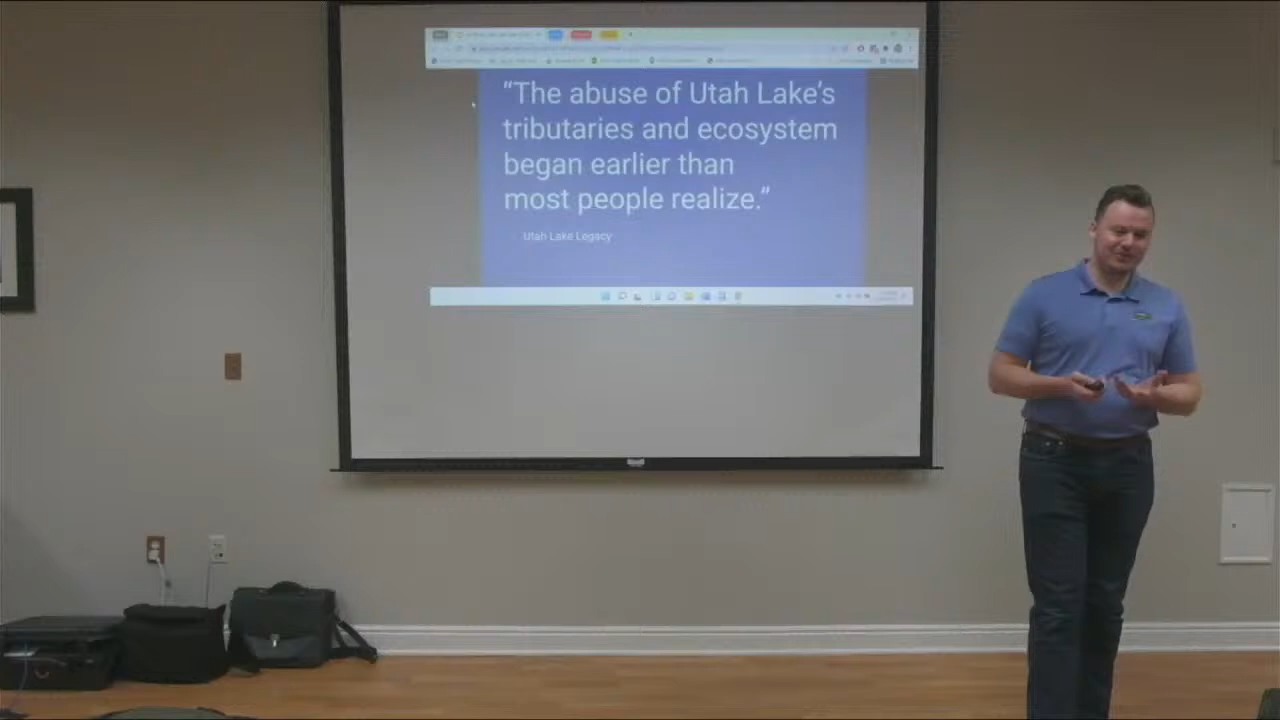 “The abuse of Utah Lake’s
tributaries and ecosystem
began earlier than
most people realize.”
Utah Lake Legacy